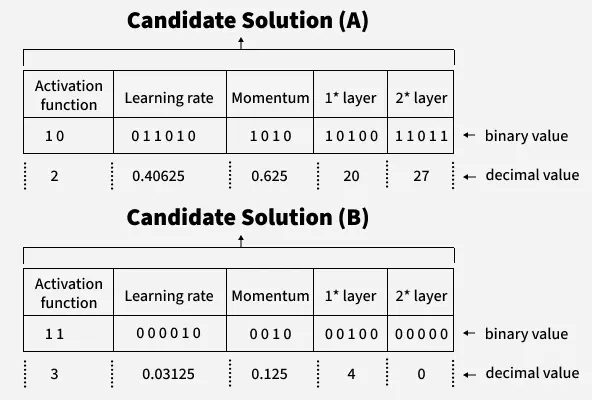 Candidate Solution (A)
Activation function Learning rate Momentum 1* layer 2* layer
1 0 0 1 1 0 1 0 1 0 1 0 1 0 1 0 0 1 1 0 1 1 ← binary value
2 0.40625 0.625 20 27 ← decimal value
Candidate Solution (B)
Activation function Learning rate Momentum 1* layer 2* layer
1 1 0 0 0 0 1 0 0 0 1 0 0 0 1 0 0 0 0 0 0 0 ← binary value
3 0.03125 0.125 4 0 ← decimal value